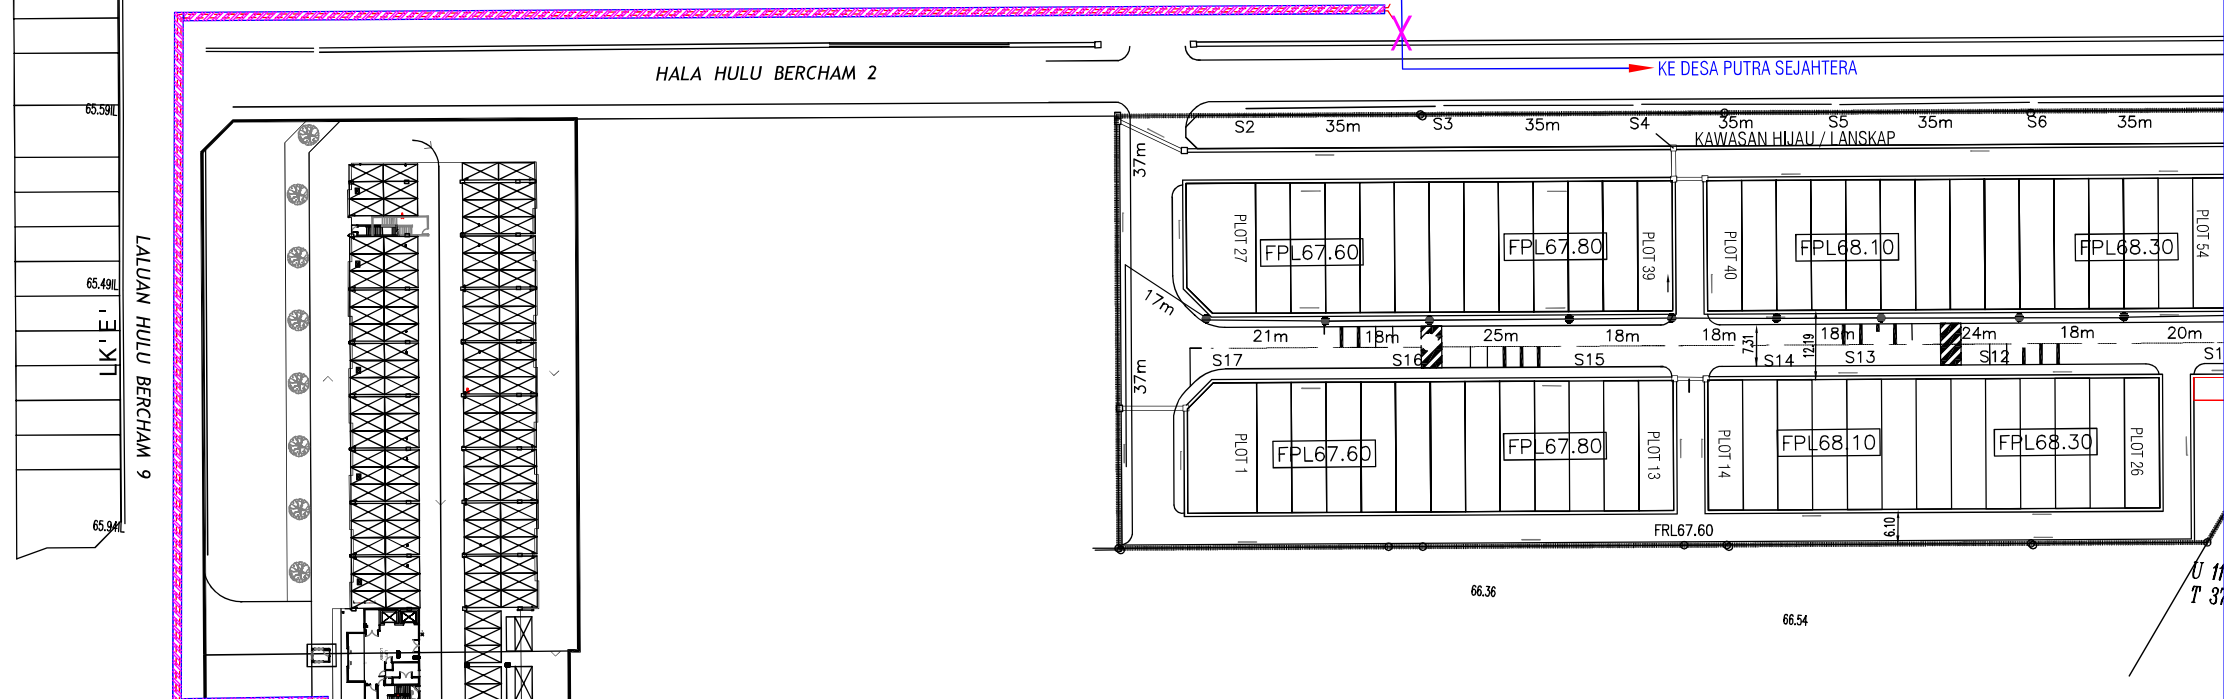 HALA HULU BERCHAM 2
KE DESA PUTRA SEJAHTERA
65.59IL
S2
35m
S3
35m
S4
35m
S5
35m
S6
35m
KAWASAN HIJAU / LANSKAP
37m
PLOT 27
FPL67.60
FPL67.80
PLOT 39
PLOT 40
FPL68.10
FPL68.30
PLOT 54
65.49IL
LALUAN HULU BERCHAM 9
LK'E'
17m
21m
18m
25m
18m
18m
7.31
18m
12.19
24m
18m
20m
S17
S16
S15
S14
S13
S12
37m
PLOT 1
FPL67.60
FPL67.80
PLOT 13
PLOT 14
FPL68.10
FPL68.30
PLOT 26
65.94IL
FRL67.60
6.10
66.36
66.54